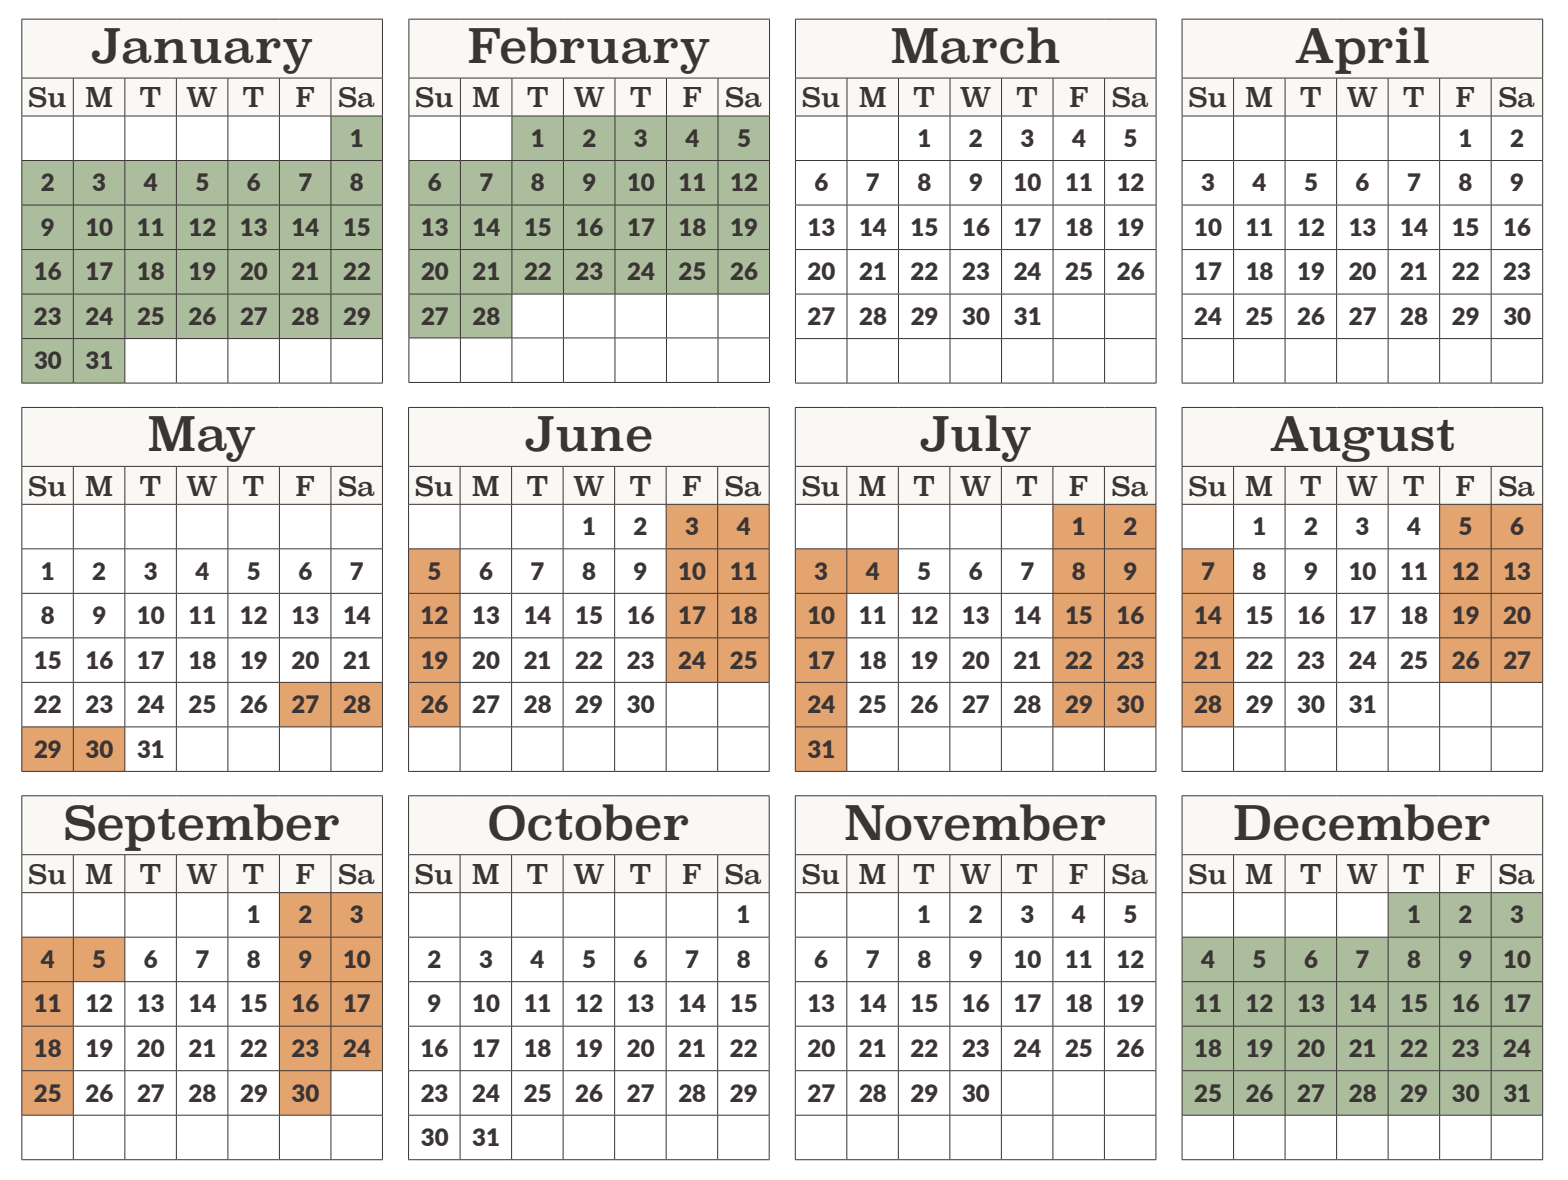 January
Su M T W T F Sa
1
2 3 4 5 6 7 8
9 10 11 12 13 14 15
16 17 18 19 20 21 22
23 24 25 26 27 28 29
30 31
February
Su M T W T F Sa
1 2 3 4 5
6 7 8 9 10 11 12
13 14 15 16 17 18 19
20 21 22 23 24 25 26
27 28
March
Su M T W T F Sa
1 2 3 4 5
6 7 8 9 10 11 12
13 14 15 16 17 18 19
20 21 22 23 24 25 26
27 28 29 30 31
April
Su M T W T F Sa
1 2
3 4 5 6 7 8 9
10 11 12 13 14 15 16
17 18 19 20 21 22 23
24 25 26 27 28 29 30
May
Su M T W T F Sa
1 2 3 4 5 6 7
8 9 10 11 12 13 14
15 16 17 18 19 20 21
22 23 24 25 26 27 28
29 30 31
June
Su M T W T F Sa
1 2 3 4
5 6 7 8 9 10 11
12 13 14 15 16 17 18
19 20 21 22 23 24 25
26 27 28 29 30
July
Su M T W T F Sa
1 2
3 4 5 6 7 8 9
10 11 12 13 14 15 16
17 18 19 20 21 22 23
24 25 26 27 28 29 30
31
August
Su M T W T F Sa
1 2 3 4 5 6
7 8 9 10 11 12 13
14 15 16 17 18 19 20
21 22 23 24 25 26 27
28 29 30 31
September
Su M T W T F Sa
1 2 3
4 5 6 7 8 9 10
11 12 13 14 15 16 17
18 19 20 21 22 23 24
25 26 27 28 29 30
October
Su M T W T F Sa
1
2 3 4 5 6 7 8
9 10 11 12 13 14 15
16 17 18 19 20 21 22
23 24 25 26 27 28 29
30 31
November
Su M T W T F Sa
1 2 3 4 5
6 7 8 9 10 11 12
13 14 15 16 17 18 19
20 21 22 23 24 25 26
27 28 29 30
December
Su M T W T F Sa
1 2 3
4 5 6 7 8 9 10
11 12 13 14 15 16 17
18 19 20 21 22 23 24
25 26 27 28 29 30 31